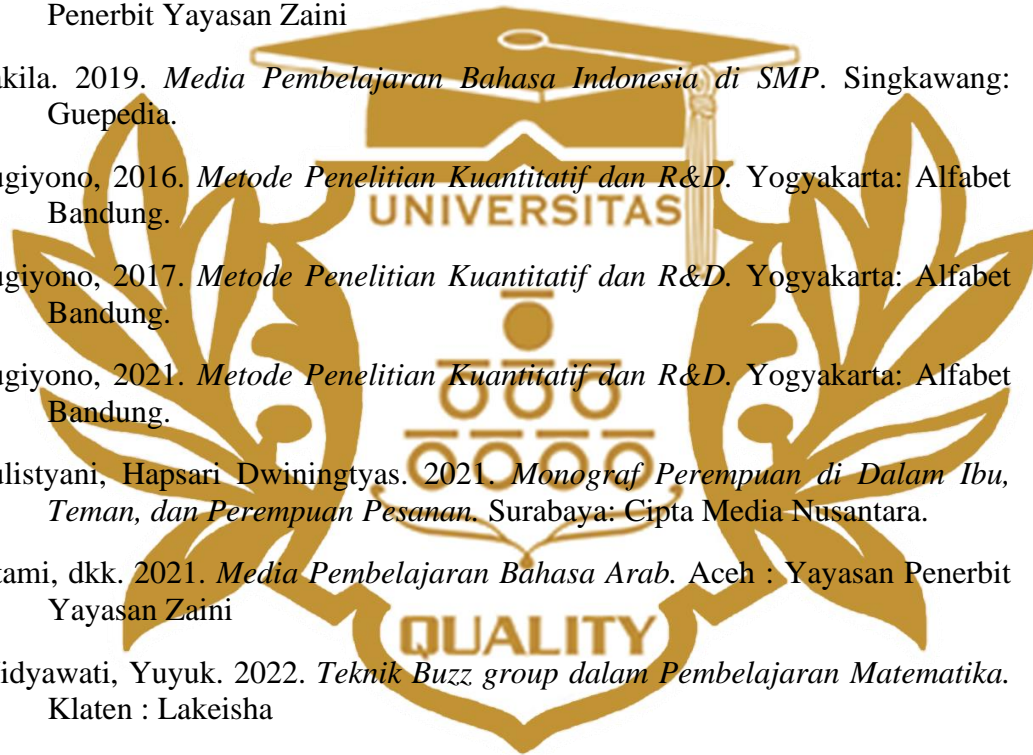 Penerbit Yayasan Zaini
akila. 2019. Media Pembelajaran Bahasa Indonesia di SMP. Singkawang:
Guepedia.
ugiyono, 2016. Metode Penelitian Kuantitatif dan R&D. Yogyakarta: Alfabet
Bandung.
UNIVERSITAS
ugiyono, 2017. Metode Penelitian Kuantitatif dan R&D. Yogyakarta: Alfabet
Bandung.
ugiyono, 2021. Metode Penelitian Kuantitatif dan R&D. Yogyakarta: Alfabet
Bandung.
ulistyani, Hapsari Dwiningtyas. 2021. Monograf Perempuan di Dalam Ibu,
Teman, dan Perempuan Pesanan. Surabaya: Cipta Media Nusantara.
tami, dkk. 2021. Media Pembelajaran Bahasa Arab. Aceh : Yayasan Penerbit
Yayasan Zaini
QUALITY
idyawati, Yuyuk. 2022. Teknik Buzz group dalam Pembelajaran Matematika.
Klaten : Lakeisha